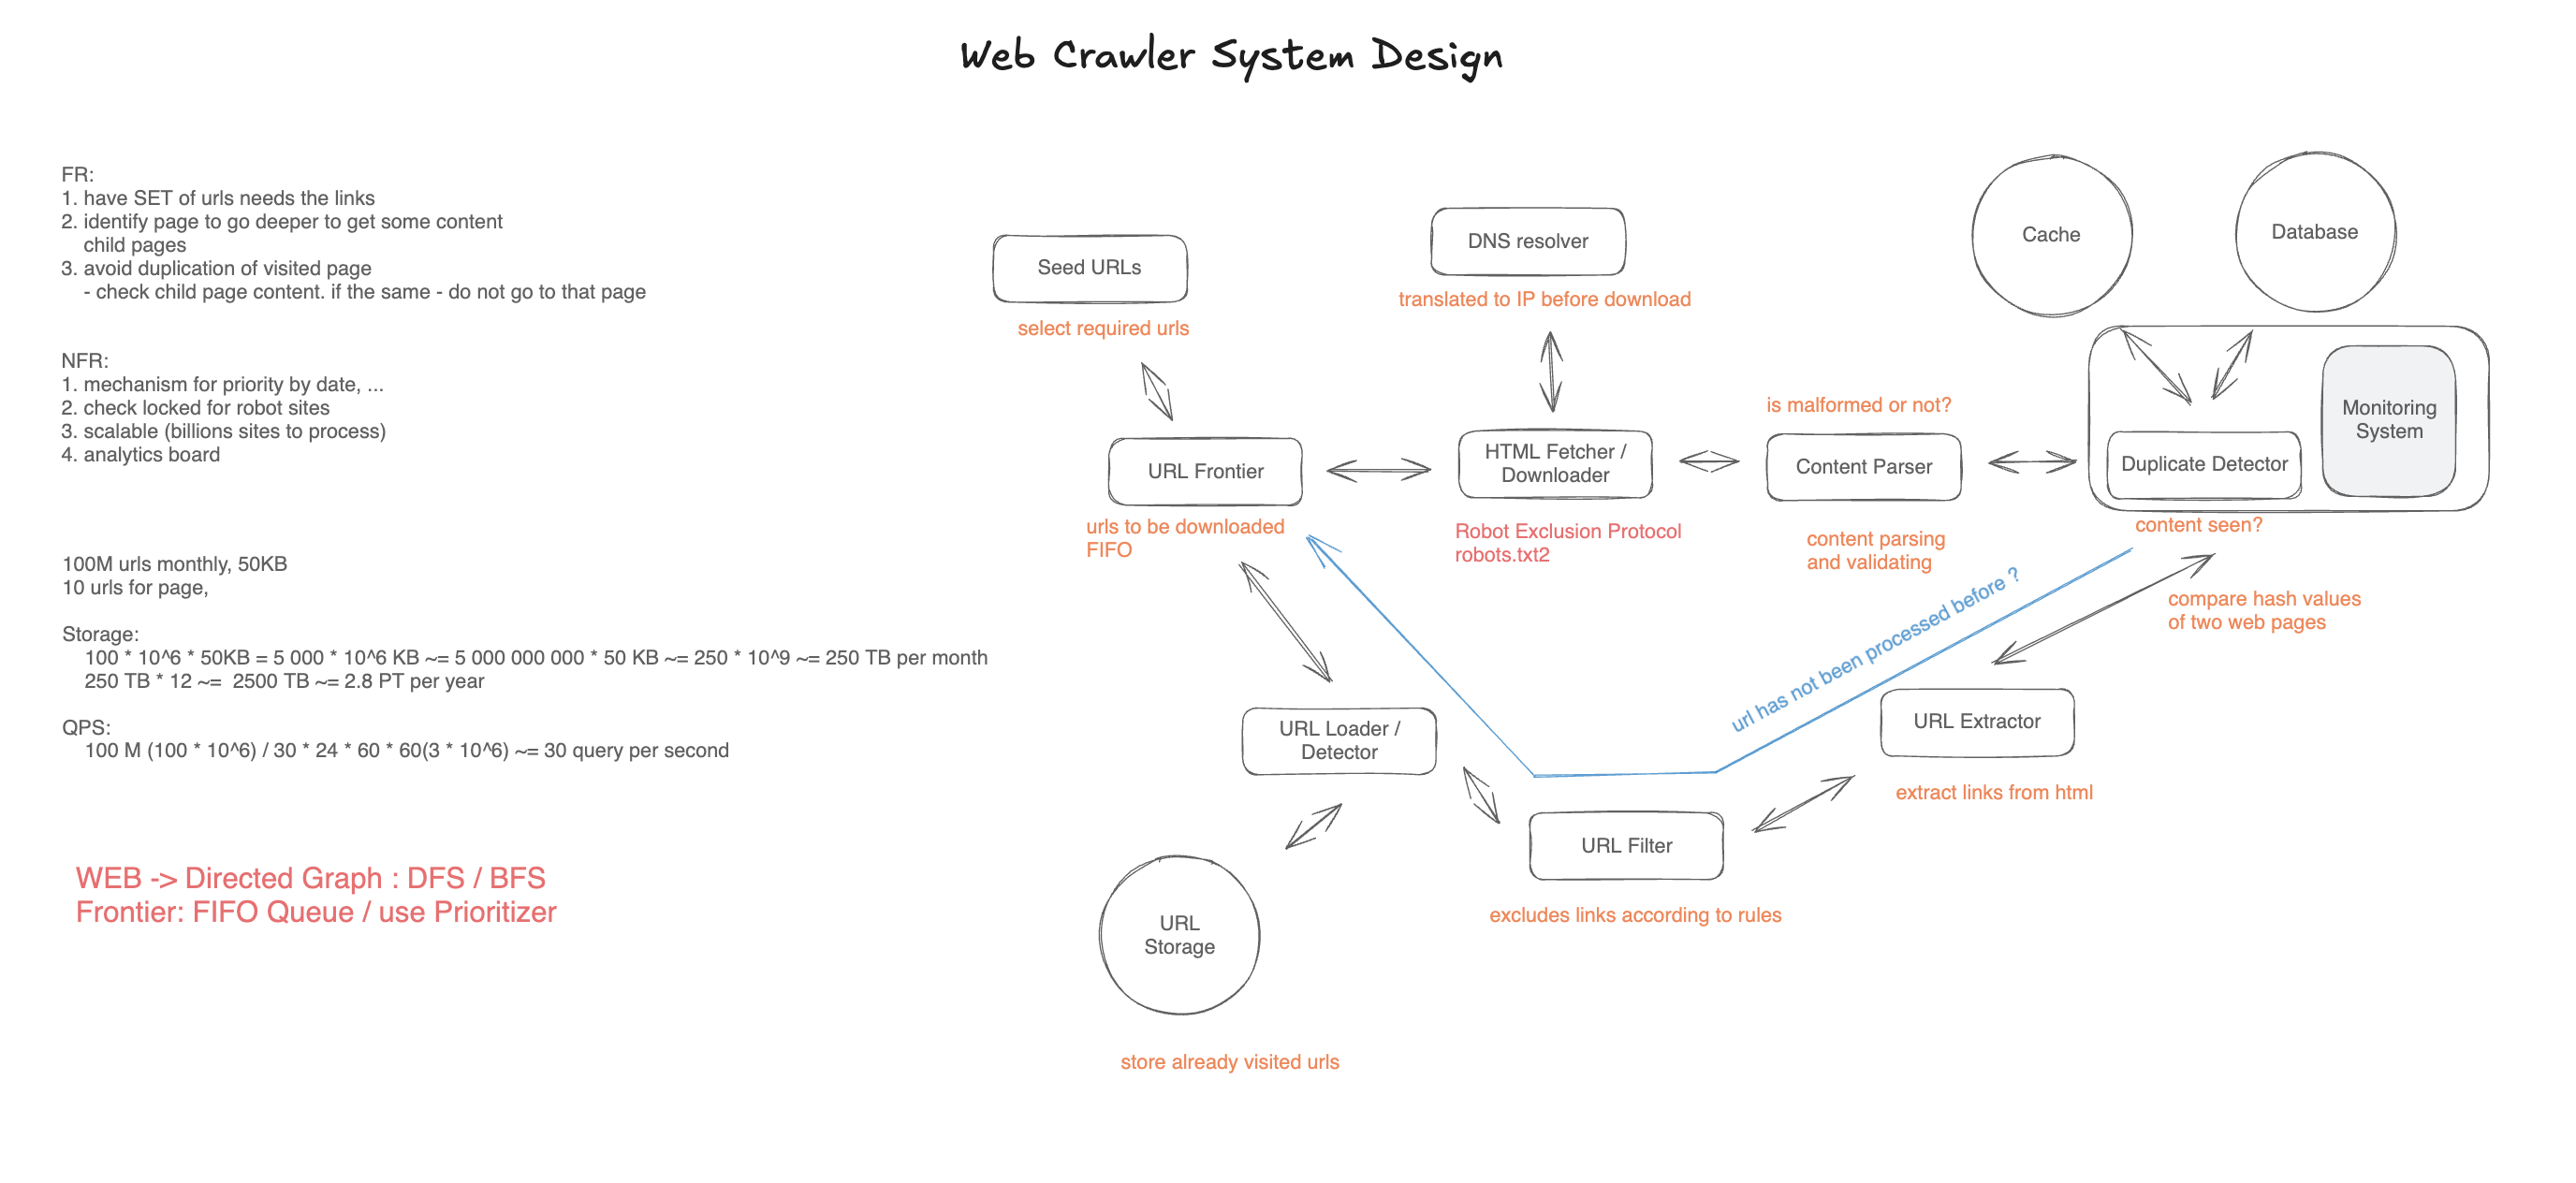 Web Crawler System Design
FR:
1. have SET of urls needs the links
2. identify page to go deeper to get some content
child pages
3. avoid duplication of visited page
- check child page content. if the same - do not go to that page
NFR:
1. mechanism for priority by date, ...
2. check locked for robot sites
3. scalable (billions sites to process)
4. analytics board
100M urls monthly, 50KB
10 urls for page,
Storage:
100 * 10^6 * 50KB = 5 000 * 10^6 KB ~= 5 000 000 000 * 50 KB ~= 250 * 10^9 ~= 250 TB per month
250 TB * 12 ~=  2500 TB ~= 2.8 PT per year
QPS:
100 M (100 * 10^6) / 30 * 24 * 60 * 60(3 * 10^6) ~= 30 query per second
WEB -> Directed Graph : DFS / BFS
Frontier: FIFO Queue / use Prioritizer
Seed URLs
select required urls
DNS resolver
translated to IP before download
Cache
Database
URL Frontier
urls to be downloaded
FIFO
HTML Fetcher /
Downloader
Robot Exclusion Protocol
robots.txt2
is malformed or not?
Content Parser
content parsing
and validating
Duplicate Detector
Monitoring
System
content seen?
compare hash values
of two web pages
url has not been processed before ?
URL Extractor
extract links from html
URL Loader /
Detector
URL Filter
excludes links according to rules
URL
Storage
store already visited urls